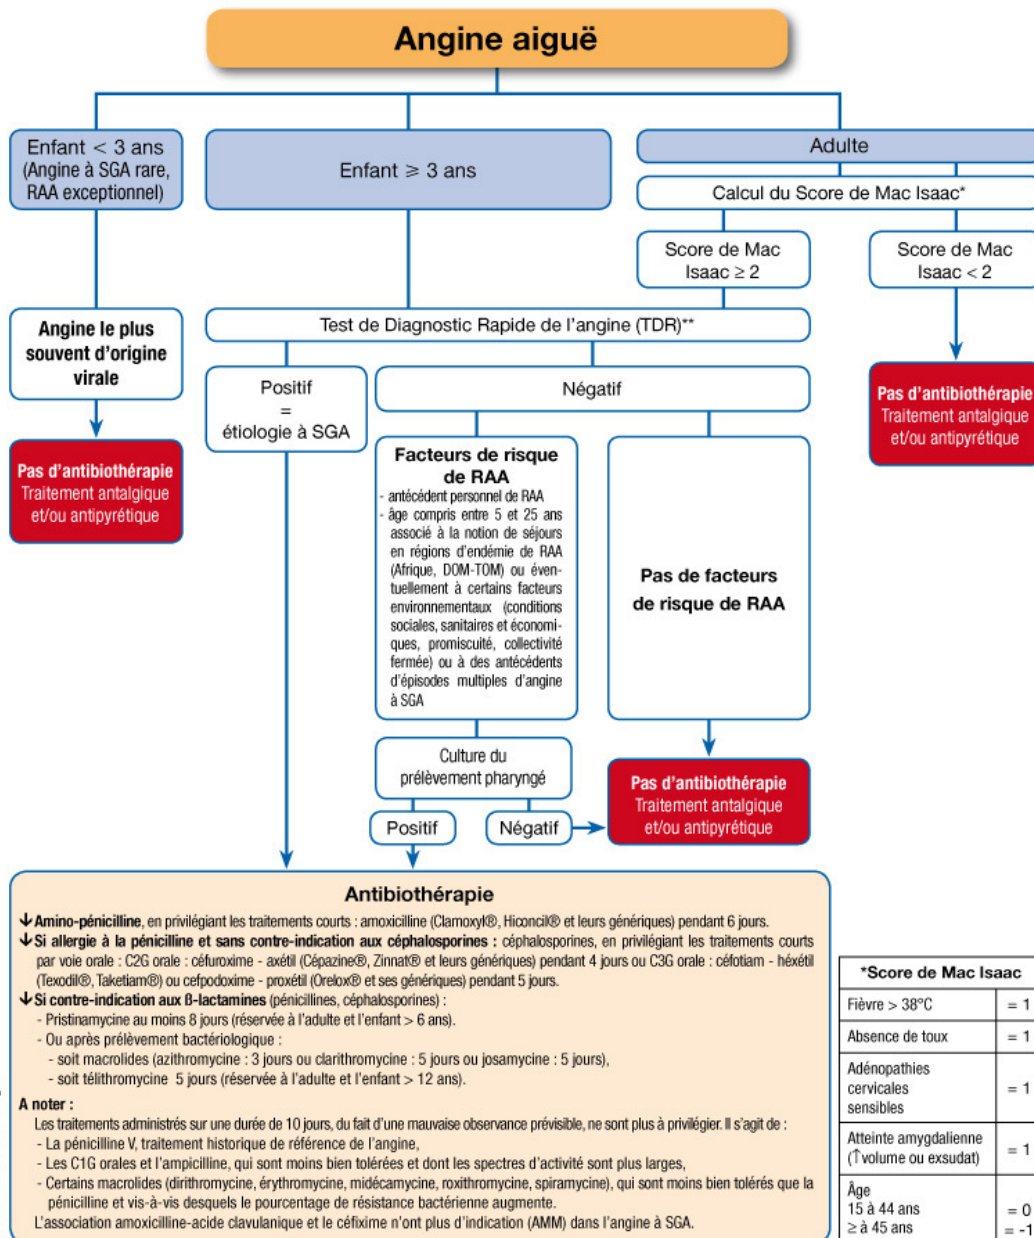 Angine aiguë
Enfant < 3 ans
(Angine à SGA rare,
RAA exceptionnel)
Enfant ≥ 3 ans
Adulte
Calcul du Score de Mac Isaac*
Score de Mac
Isaac ≥ 2
Score de Mac
Isaac < 2
Angine le plus
souvent d'origine
virale
Test de Diagnostic Rapide de l'angine (TDR)**
Positif
=
étiologie à SGA
Négatif
Pas d'antibiothérapie
Traitement antalgique
et/ou antipyrétique
Pas d'antibiothérapie
Traitement antalgique
et/ou antipyrétique
Facteurs de risque
de RAA
- antécédent personnel de RAA
- âge compris entre 5 et 25 ans
associé à la notion de séjours
en régions d'endémie de RAA
(Afrique, DOM-TOM) ou éven-
tuellement à certains facteurs
environnementaux (conditions
sociales, sanitaires et économi-
ques, promiscuité, collectivité
fermée) ou à des antécédents
d'épisodes multiples d'angine
à SGA
Pas de facteurs
de risque de RAA
Culture du
prélèvement pharyngé
Positif
Négatif
Pas d'antibiothérapie
Traitement antalgique
et/ou antipyrétique
Antibiothérapie
↓ Amino-pénicilline, en privilégiant les traitements courts : amoxicilline (Clamoxyl®, Hiconcil® et leurs génériques) pendant 6 jours.
↓ Si allergie à la pénicilline et sans contre-indication aux céphalosporines : céphalosporines, en privilégiant les traitements courts
par voie orale : C2G orale : céfuroxime - axétil (Cépazine®, Zinnat® et leurs génériques) pendant 4 jours ou C3G orale : céfotiam - héxétil
(Texodil®, Taketiam®) ou cefpodoxime - proxétil (Orelox® et ses génériques) pendant 5 jours.
↓ Si contre-indication aux ß-lactamines (pénicillines, céphalosporines) :
- Pristinamycine au moins 8 jours (réservée à l'adulte et l'enfant > 6 ans).
- Ou après prélèvement bactériologique :
- soit macrolides (azithromycine : 3 jours ou clarithromycine : 5 jours ou josamycine : 5 jours),
- soit télithromycine 5 jours (réservée à l'adulte et l'enfant > 12 ans).
A noter :
Les traitements administrés sur une durée de 10 jours, du fait d'une mauvaise observance prévisible, ne sont plus à privilégier. Il s'agit de :
- La pénicilline V, traitement historique de référence de l'angine,
- Les C1G orales et l'ampicilline, qui sont moins bien tolérées et dont les spectres d'activité sont plus larges,
- Certains macrolides (dirithromycine, érythromycine, midécamycine, roxithromycine, spiramycine), qui sont moins bien tolérés que la
pénicilline et vis-à-vis desquels le pourcentage de résistance bactérienne augmente.
L'association amoxicilline-acide clavulanique et le céfixime n'ont plus d'indication (AMM) dans l'angine à SGA.
*Score de Mac Isaac
Fièvre > 38°C = 1
Absence de toux = 1
Adénopathies
cervicales
sensibles = 1
Atteinte amygdalienne
(↑volume ou exsudat) = 1
Âge
15 à 44 ans = 0
≥ à 45 ans = -1